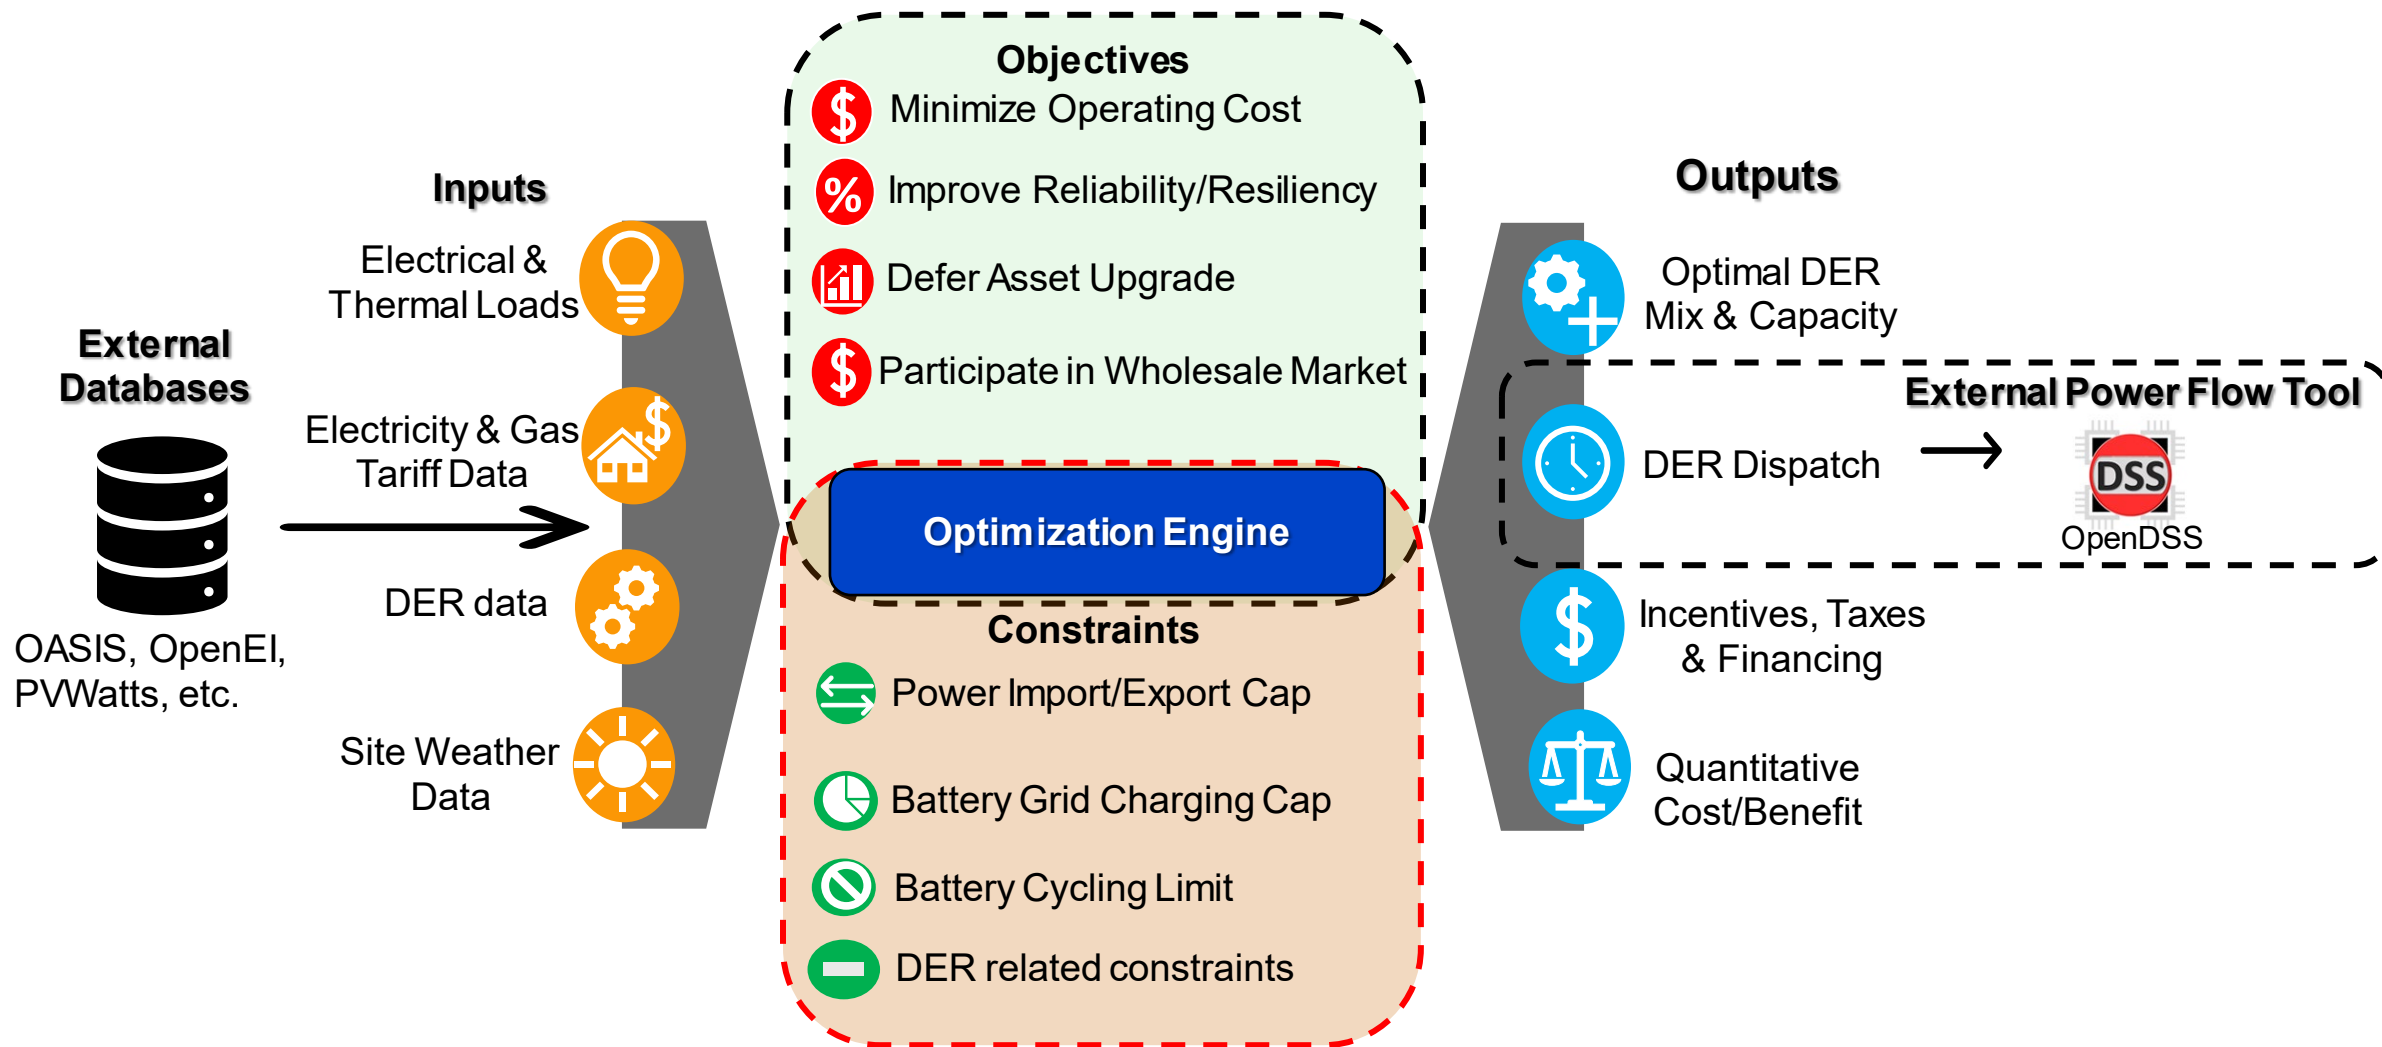 External
Databases
OASIS, OpenEI,
PVWatts, etc.
Inputs
Electrical &
Thermal Loads
Electricity & Gas
Tariff Data
$
DER data
Site Weather
Data
Objectives
$ Minimize Operating Cost
% Improve Reliability/Resiliency
Defer Asset Upgrade
$ Participate in Wholesale Market
Optimization Engine
Constraints
Power Import/Export Cap
Battery Grid Charging Cap
Battery Cycling Limit
DER related constraints
Outputs
Optimal DER
Mix & Capacity
DER Dispatch
External Power Flow Tool
DSS
OpenDSS
$
Incentives, Taxes
& Financing
Quantitative
Cost/Benefit